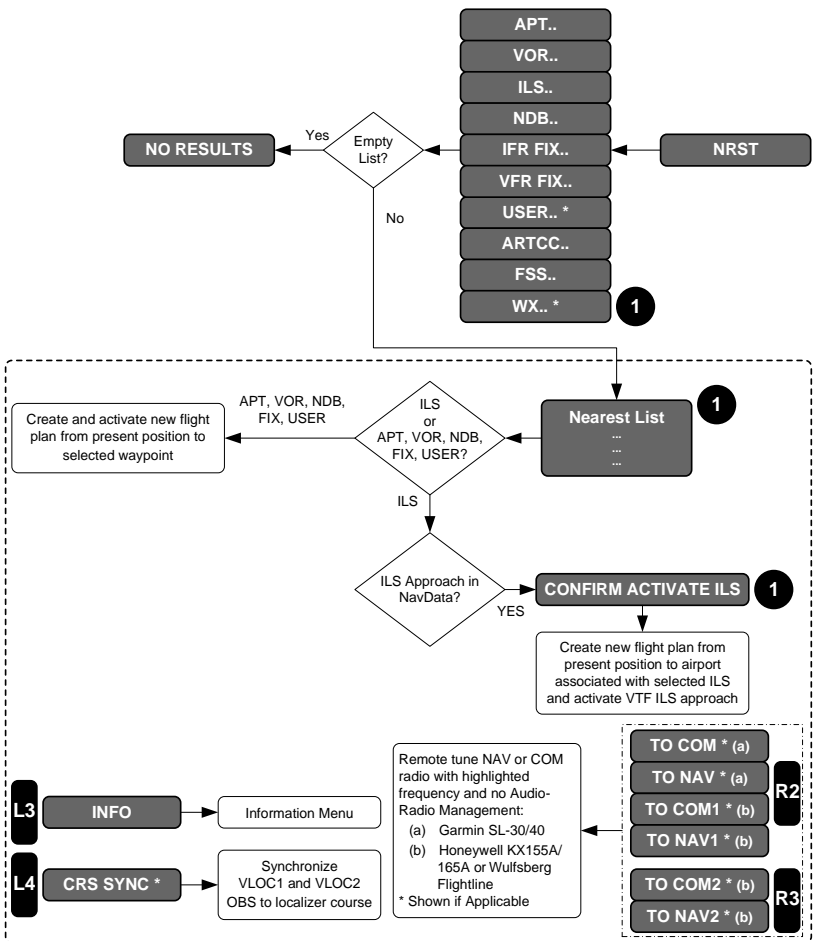 APT..
VOR..
ILS..
NDB..
IFR FIX..
VFR FIX..
USER.. *
ARTCC..
FSS..
WX.. *
1
NRST
Empty
List?
Yes
NO RESULTS
No
Nearest List
...
...
...
1
ILS
or
APT, VOR, NDB,
FIX, USER?
APT, VOR, NDB,
FIX, USER
Create and activate new flight
plan from present position to
selected waypoint
ILS
ILS Approach in
NavData?
YES
CONFIRM ACTIVATE ILS
1
Create new flight plan from
present position to airport
associated with selected ILS
and activate VTF ILS approach
L3
INFO
Information Menu
L4
CRS SYNC *
Synchronize
VLOC1 and VLOC2
OBS to localizer course
Remote tune NAV or COM
radio with highlighted
frequency and no Audio-
Radio Management:
(a) Garmin SL-30/40
(b) Honeywell KX155A/
165A or Wulfsberg
Flightline
* Shown if Applicable
TO COM * (a)
TO NAV * (a)
TO COM1 * (b)
TO NAV1 * (b)
R2
TO COM2 * (b)
TO NAV2 * (b)
R3